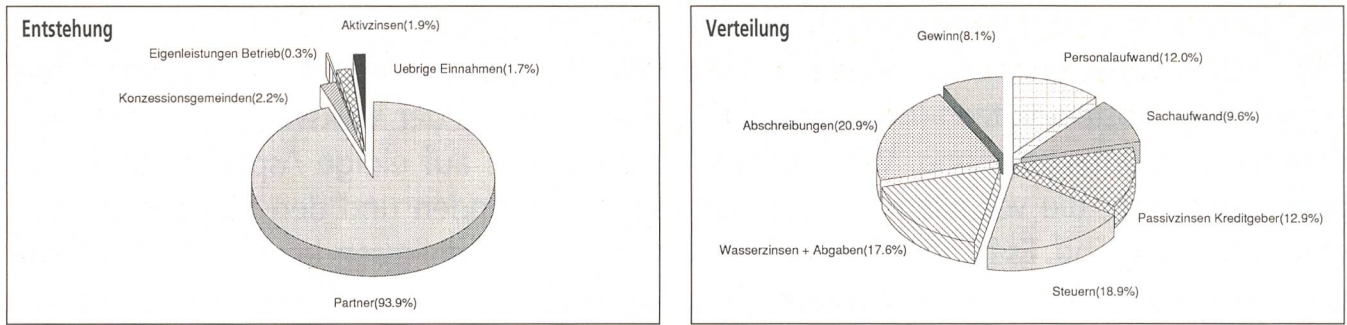 Entstehung
Aktivzinsen(1.9%)
Eigenleistungen Betrieb(0.3%)
Uebrige Einnahmen(1.7%)
Konzessionsgemeinden(2.2%)
Partner(93.9%)
Verteilung
Gewinn(8.1%)
Personalaufwand(12.0%)
Sachaufwand(9.6%)
Abschreibungen(20.9%)
Passivzinsen Kreditgeber(12.9%)
Wasserzinsen + Abgaben(17.6%)
Steuern(18.9%)